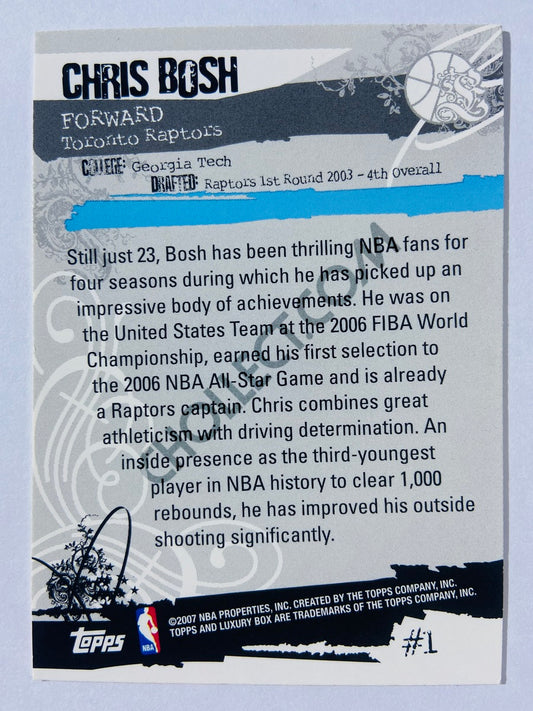 CHRIS BOSH
FORWARD
Toronto Raptors
COLLEGE: Georgia Tech
DRAFTED: Raptors 1st Round 2003 - 4th Overall
Still just 23, Bosh has been thrilling NBA fans for
four seasons during which he has picked up an
impressive body of achievements. He was on
the United States Team at the 2006 FIBA World
Championship, earned his first selection to
the 2006 NBA All-Star Game and is already
a Raptors captain. Chris combines great
athleticism with driving determination. An
inside presence as the third-youngest
player in NBA history to clear 1,000
rebounds, he has improved his outside
shooting significantly.
CHOLLECT.COM
©2007 NBA PROPERTIES, INC. CREATED BY THE TOPPS COMPANY, INC.
TOPPS AND LUXURY BOX ARE TRADEMARKS OF THE TOPPS COMPANY, INC.
topps
NBA
#1